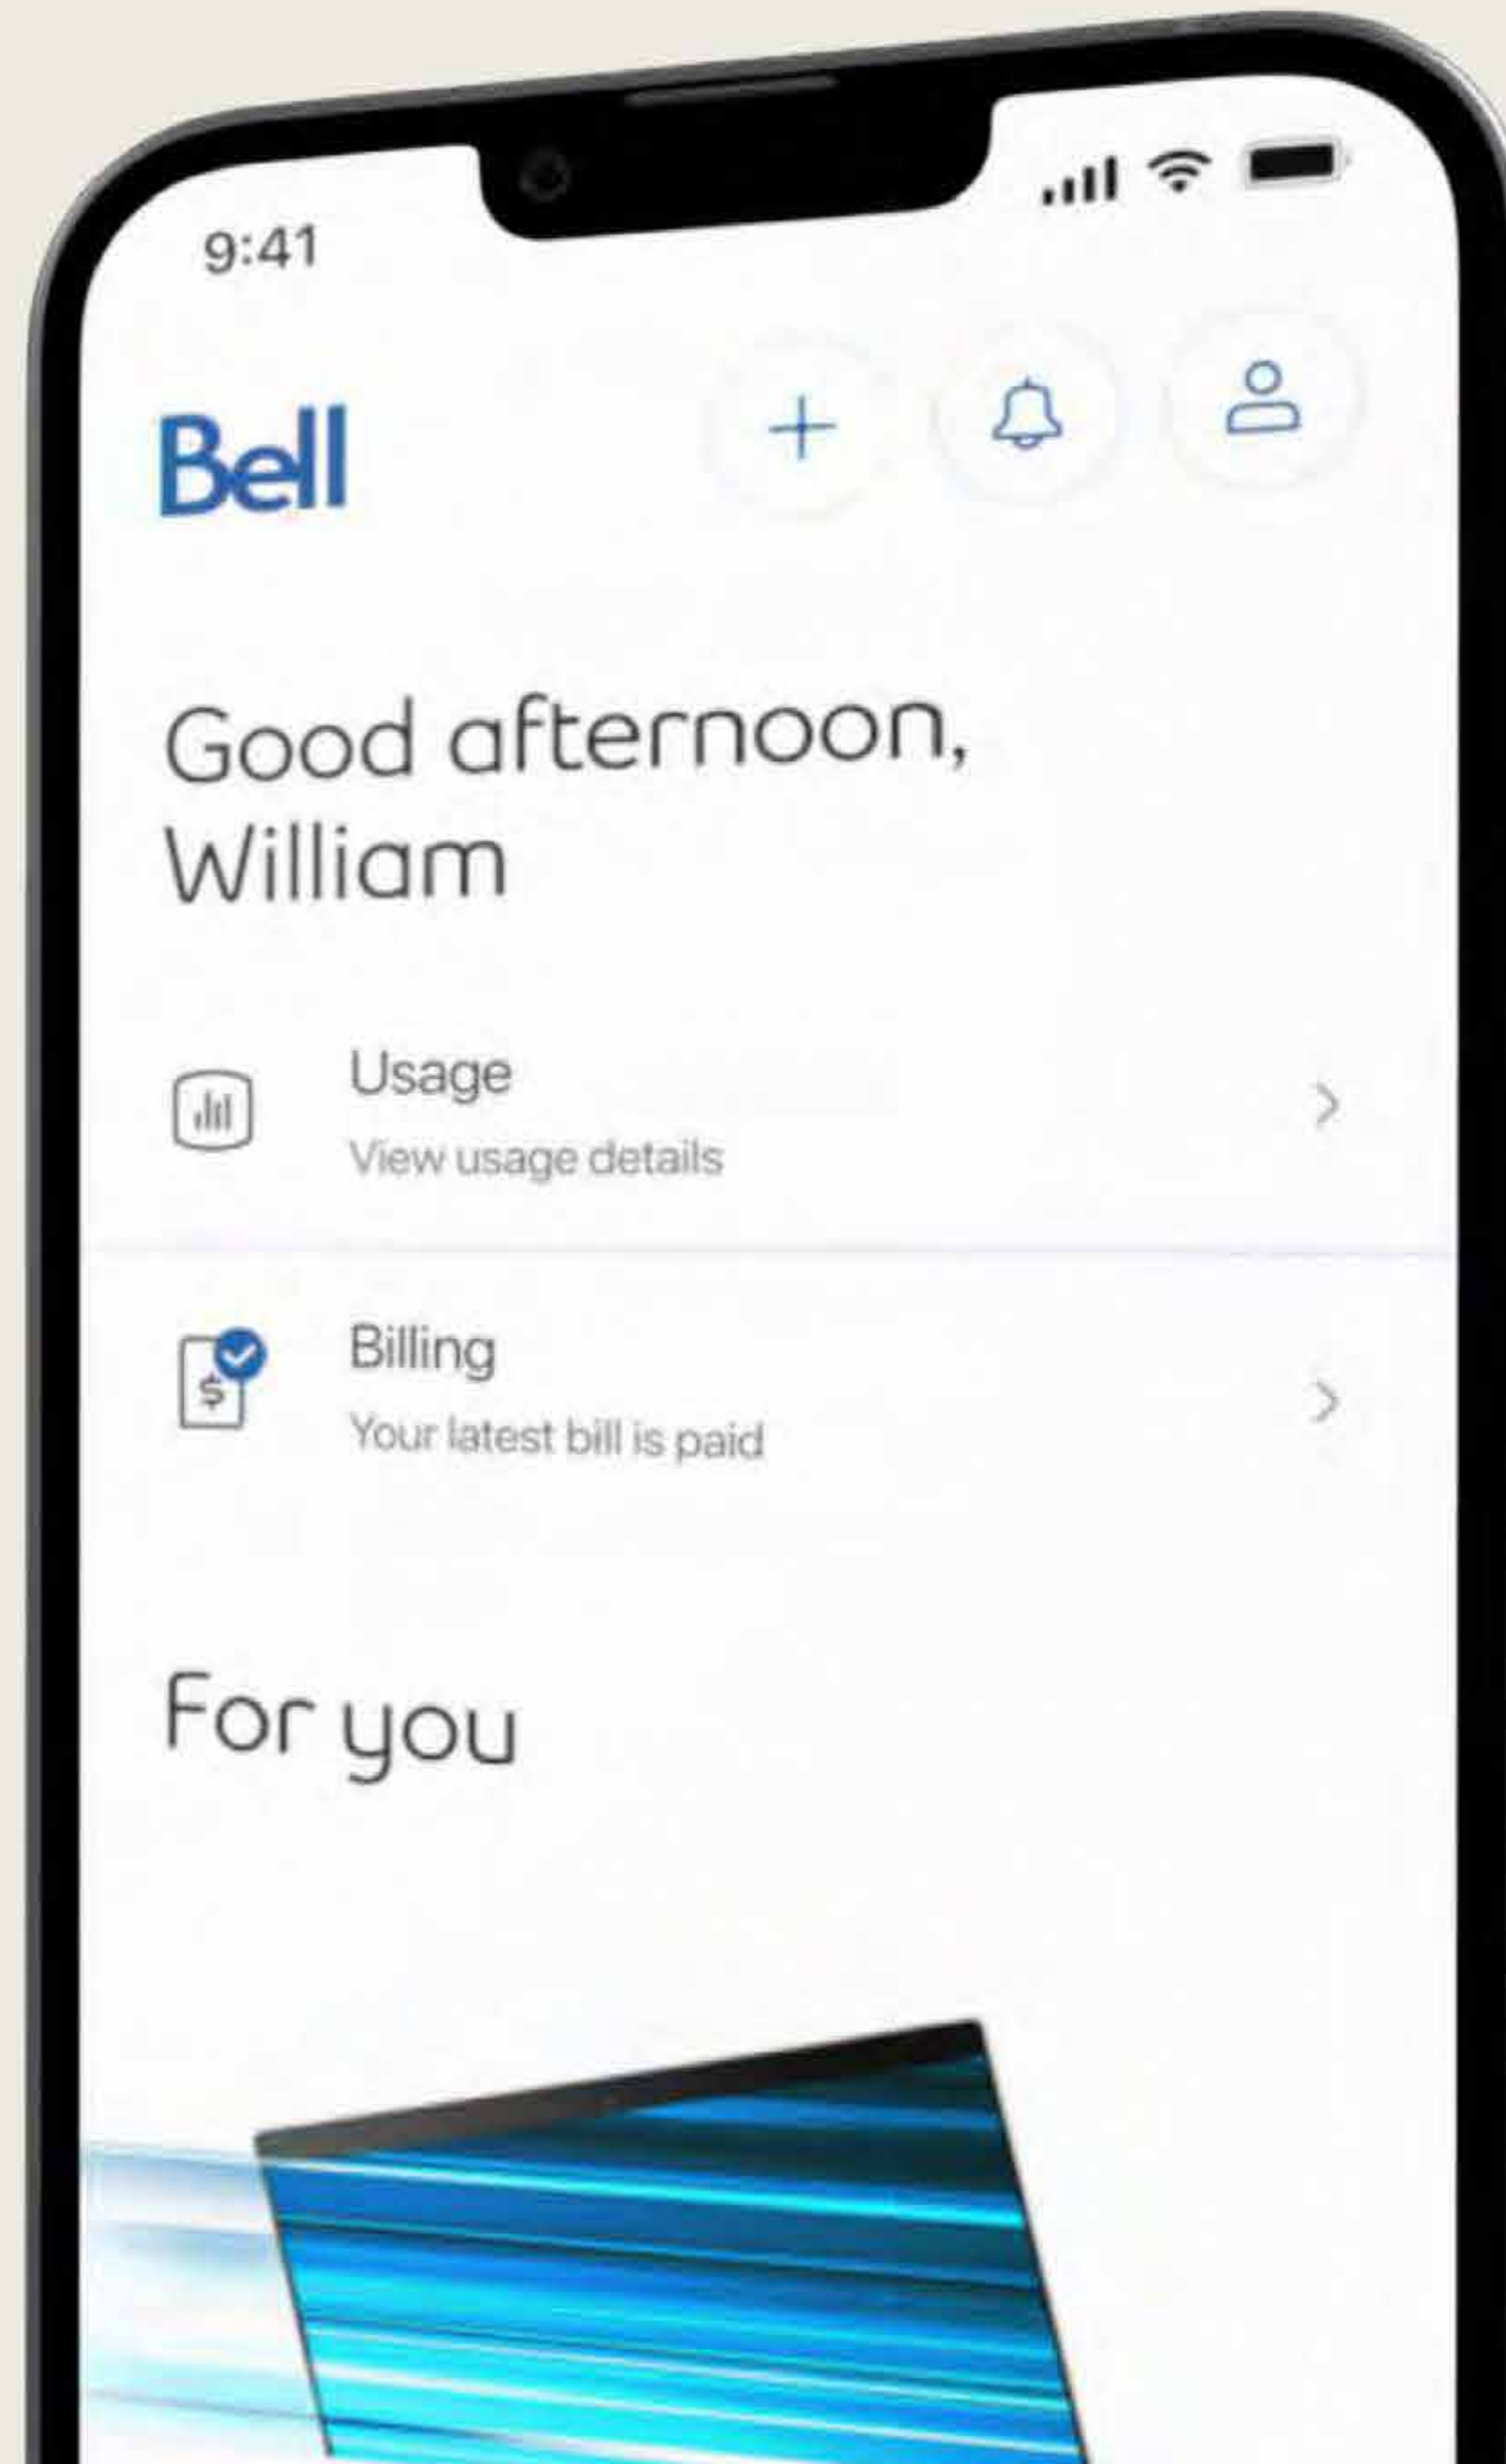 9:41
Bell
Good afternoon,
William
Usage
View usage details
Billing
$
Your latest bill is paid
For you